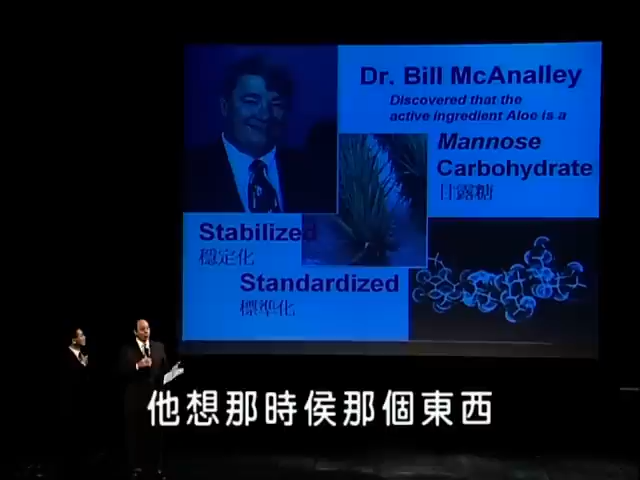 Dr. Bill McAnalley
Discovered that the
active ingredient Aloe is a
Mannose
Carbohydrate
甘露糖
Stabilized
穩定化
Standardized
標準化
他想那時侯那個東西